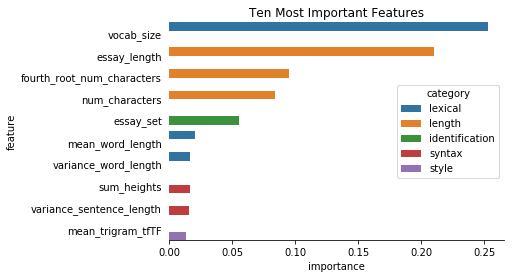 Ten Most Important Features
vocab_size
essay_length
fourth_root_num_characters
num_characters
essay_set
mean_word_length
variance_word_length
sum_heights
variance_sentence_length
mean_trigram_tfTF
feature
category
lexical
length
identification
syntax
style
0.00 0.05 0.10 0.15 0.20 0.25
importance